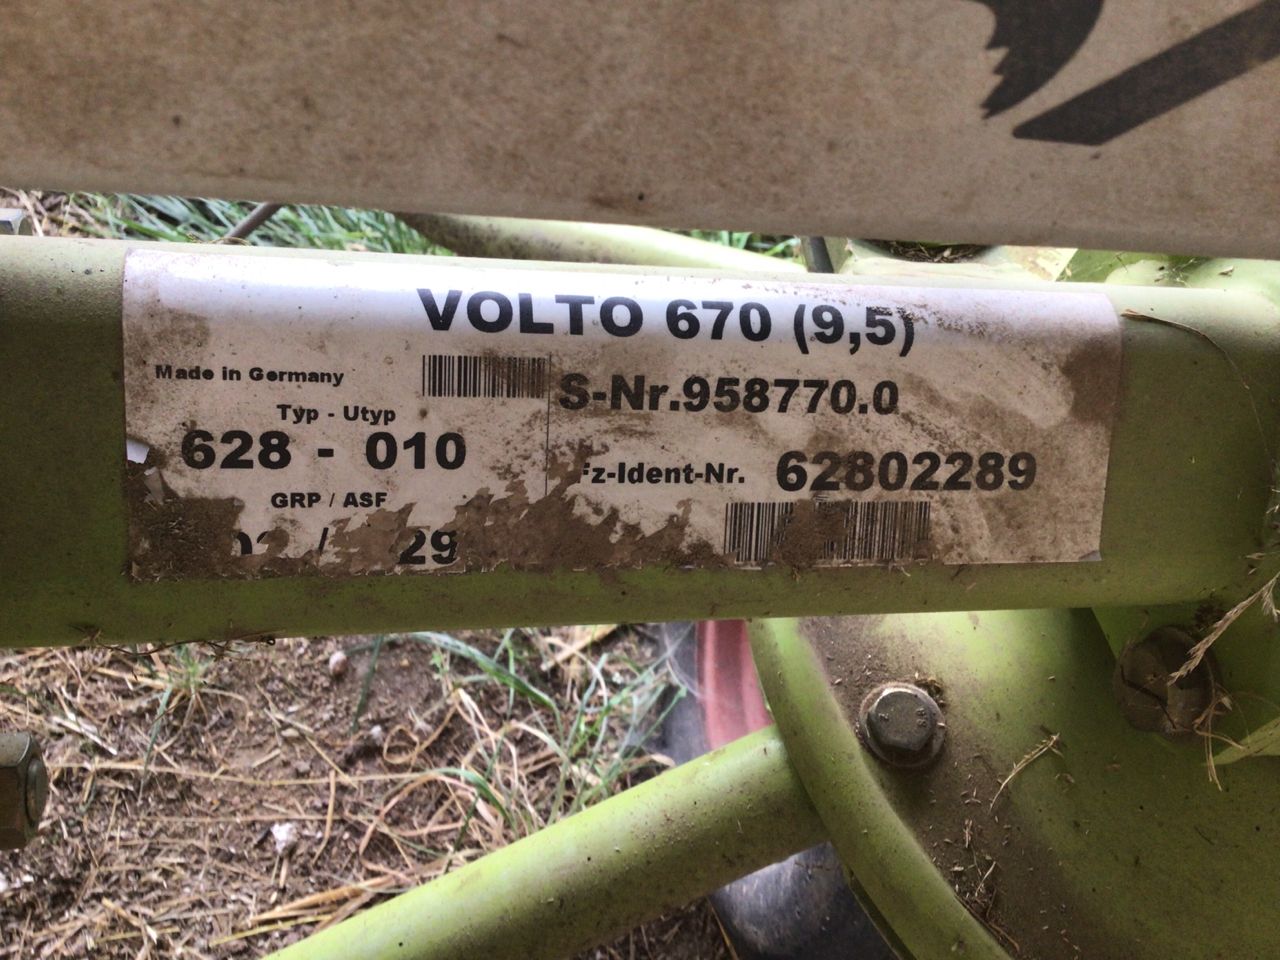 VOLTO 670 (9,5)
Made in Germany
S-Nr.958770.0
Typ - Utyp
628 - 010
z-Ident-Nr. 62802289
GRP / ASF
/ 29